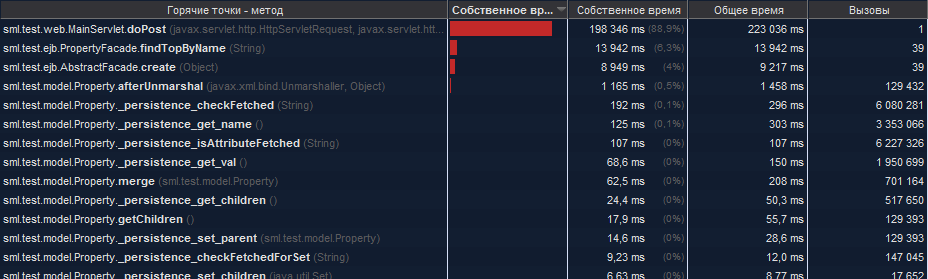 Горячие точки - метод Собственное вр... Собственное время Общее время Вызовы
sml.test.web.MainServlet.doPost (javax.servlet.http.HttpServletRequest, javax.servlet.htt... 198 346 ms (88,9%) 223 036 ms 1
sml.test.ejb.PropertyFacade.findTopByName (String) 13 942 ms (6,3%) 13 942 ms 39
sml.test.ejb.AbstractFacade.create (Object) 8 949 ms (4%) 9 217 ms 39
sml.test.model.Property.afterUnmarshal (javax.xml.bind.Unmarshaller, Object) 1 165 ms (0,5%) 1 458 ms 129 432
sml.test.model.Property._persistence_checkFetched (String) 192 ms (0,1%) 296 ms 6 080 281
sml.test.model.Property._persistence_get_name () 125 ms (0,1%) 303 ms 3 353 066
sml.test.model.Property._persistence_isAttributeFetched (String) 107 ms (0%) 107 ms 6 227 326
sml.test.model.Property._persistence_get_val () 68,6 ms (0%) 150 ms 1 950 699
sml.test.model.Property.merge (sml.test.model.Property) 62,5 ms (0%) 208 ms 701 164
sml.test.model.Property._persistence_get_children () 24,4 ms (0%) 50,3 ms 517 650
sml.test.model.Property.getChildren () 17,9 ms (0%) 55,7 ms 129 393
sml.test.model.Property._persistence_set_parent (sml.test.model.Property) 14,6 ms (0%) 28,6 ms 129 393
sml.test.model.Property._persistence_checkFetchedForSet (String) 9,23 ms (0%) 12,0 ms 147 045
sml.test.model.Property._persistence_set_children (java.util.Set) 6,63 ms (0%) 8,77 ms 17 652